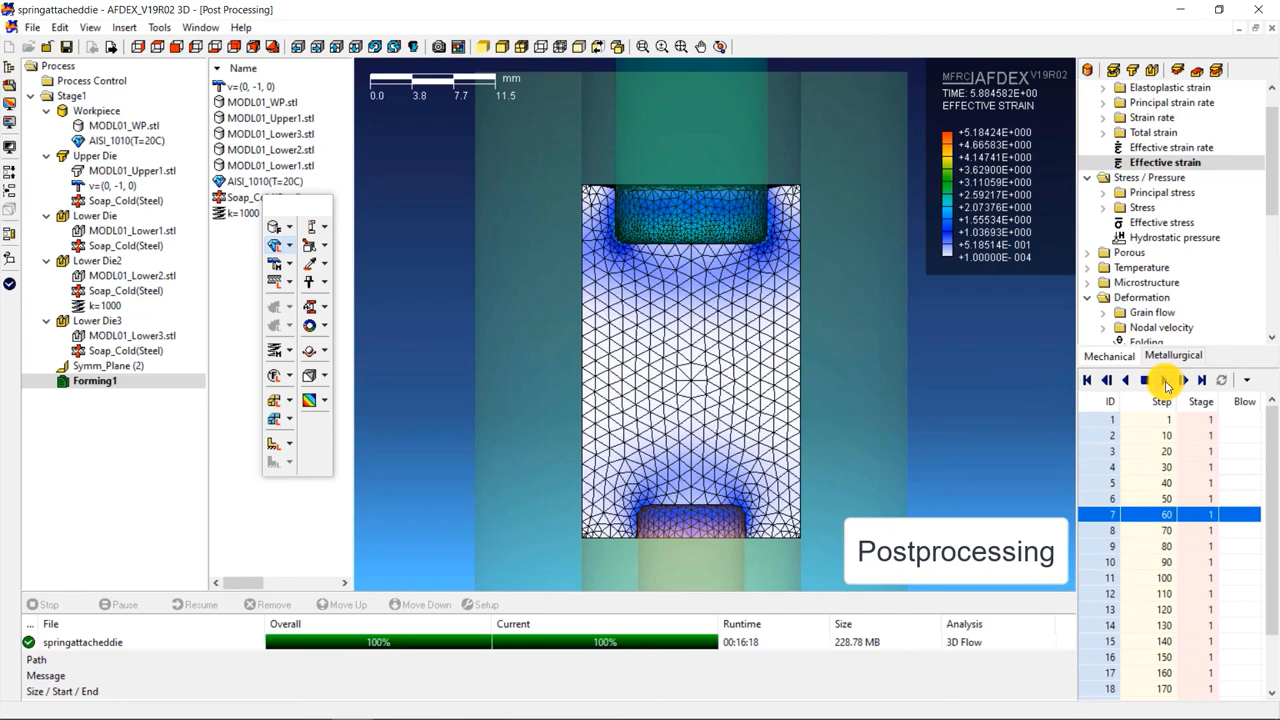 springattacheddie - AFDEX_V19R02 3D - [Post Processing]
File Edit View Insert Tools Window Help
Process
Process Control
Stage1
Workpiece
MODL01_WP.stl
AISI_1010(T=20C)
Upper Die
MODL01_Upper1.stl
v=(0, -1, 0)
Soap_Cold(Steel)
Lower Die
MODL01_Lower1.stl
Soap_Cold(Steel)
Lower Die2
MODL01_Lower2.stl
Soap_Cold(Steel)
k=1000
Lower Die3
MODL01_Lower3.stl
Soap_Cold(Steel)
Symm_Plane (2)
Forming1
Name
v=(0, -1, 0)
MODL01_WP.stl
MODL01_Upper1.stl
MODL01_Lower3.stl
MODL01_Lower2.stl
MODL01_Lower1.stl
AISI_1010(T=20C)
Soap_Co
k=1000
mm
0.0 3.8 7.7 11.5
MFRC AFDEX V19R02
TIME: 5.884582E+00
EFFECTIVE STRAIN
+5.18424E+000
+4.66583E+000
+4.14741E+000
+3.62900E+000
+3.11059E+000
+2.59217E+000
+2.07376E+000
+1.55534E+000
+1.03693E+000
+5.18514E- 001
+1.00000E- 004
Postprocessing
Elastoplastic strain
Principal strain rate
Strain rate
Total strain
Effective strain rate
Effective strain
Stress / Pressure
Principal stress
Stress
Effective stress
Hydrostatic pressure
Porous
Temperature
Microstructure
Deformation
Grain flow
Nodal velocity
Folding
Mechanical Metallurgical
ID Step Stage Blow
1 1 1
2 10 1
3 20 1
4 30 1
5 40 1
6 50 1
7 60 1
8 70 1
9 80 1
10 90 1
11 100 1
12 110 1
13 120 1
14 130 1
15 140 1
16 150 1
17 160 1
18 170 1
Stop Pause Resume Remove Move Up Move Down Setup
... File Overall Current Runtime Size Analysis
springattacheddie 100% 100% 00:16:18 228.78 MB 3D Flow
Path
Message
Size / Start / End